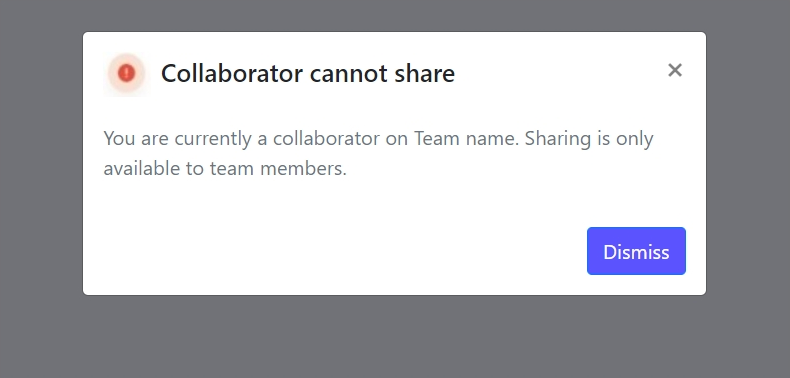 Collaborator cannot share
You are currently a collaborator on Team name. Sharing is only
available to team members.
Dismiss